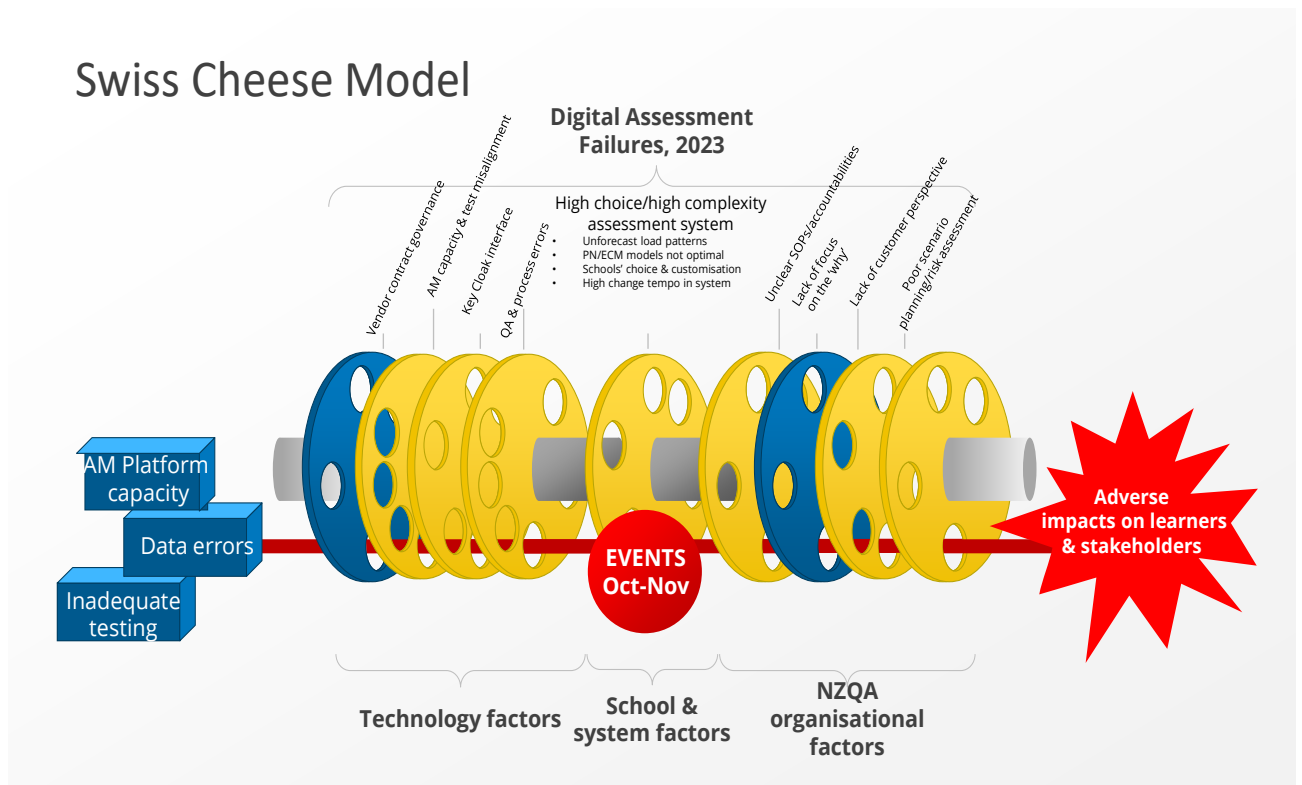 Swiss Cheese Model
Digital Assessment
Failures, 2023
Vendor contract governance
AM capacity & test misalignment
Key Cloak interface
QA & process errors
High choice/high complexity
assessment system
• Unforecast load patterns
• PN/ECM models not optimal
• Schools’ choice & customisation
• High change tempo in system
Unclear SOPs/accountabilities
Lack of focus
on the ‘why’
Lack of customer perspective
Poor scenario
planning/risk assessment
AM Platform
capacity
Data errors
Inadequate
testing
EVENTS
Oct-Nov
Adverse
impacts on learners
& stakeholders
Technology factors
School &
system factors
NZQA
organisational
factors